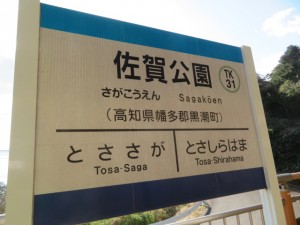 佐賀公園
TK
31
さがこうえん Sagakōen
(高知県幡多郡黒潮町)
とささが とさしらはま
Tosa-Saga Tosa-Shirahama